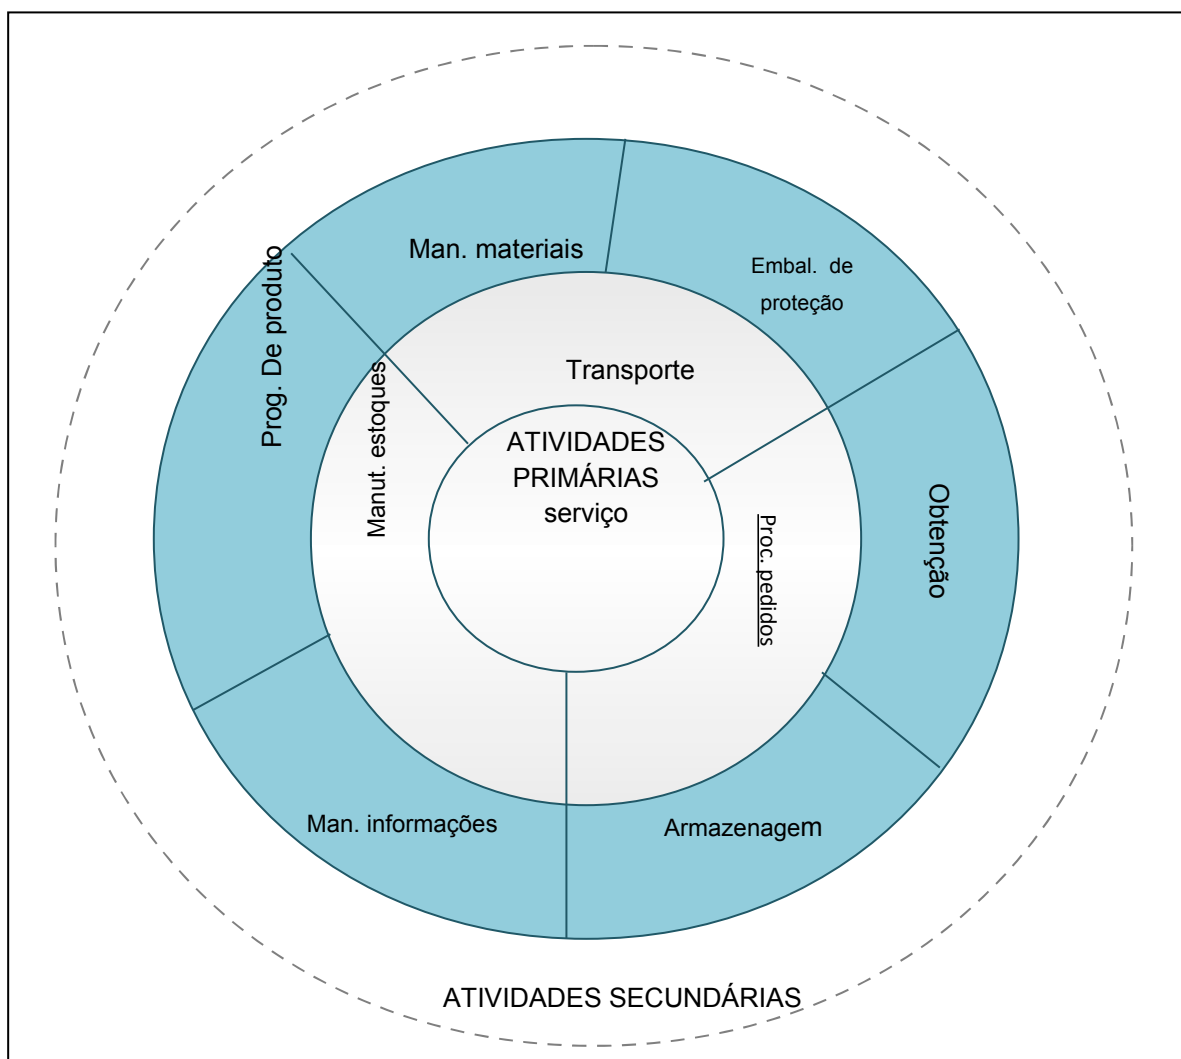 Man. materiais
Embal. de
proteção
Prog. De produto
Transporte
Manut. estoques
ATIVIDADES
PRIMÁRIAS
serviço
Obtenção
Proc. pedidos
Man. informações
Armazenagem
ATIVIDADES SECUNDÁRIAS